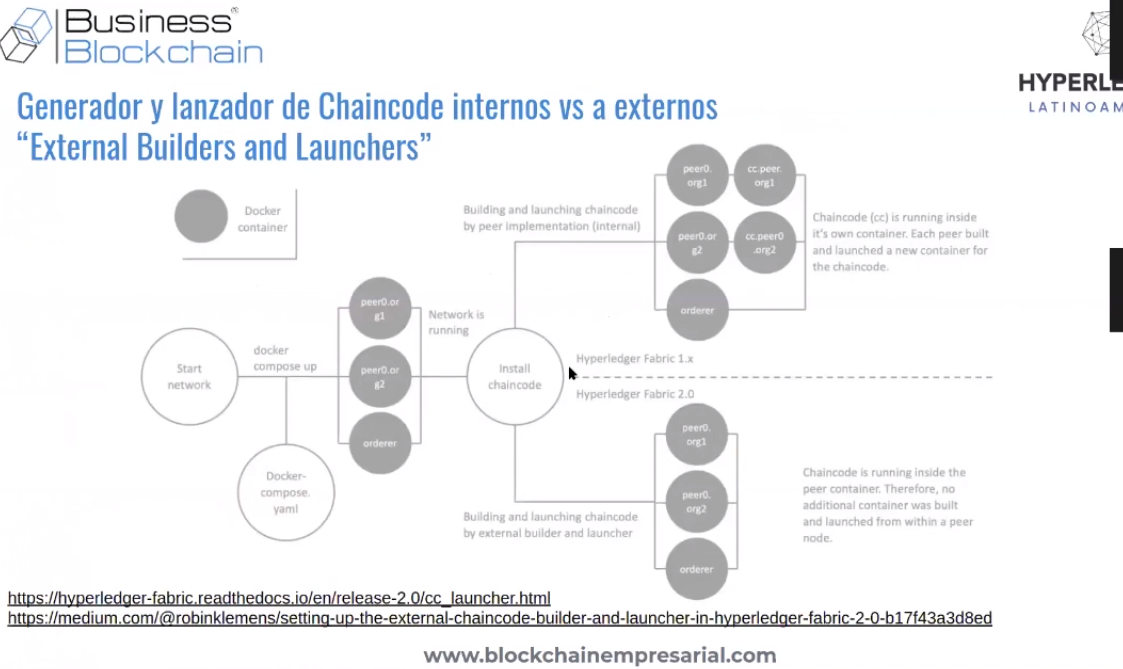 Business®
Blockchain
HYPERLE
LATINOAM
Generador y lanzador de Chaincode internos vs a externos
“External Builders and Launchers”
Docker
container
Start
network
docker
compose up
Docker-
compose.
yaml
peer0.or
g1
peer0.or
g2
orderer
Network is
running
Install
chaincode
Building and launching chaincode
by peer implementation (internal)
peer0.
org1
cc.peer.
org1
peer0.or
g2
cc.peer0
.org2
orderer
Chaincode (cc) is running inside
it's own container. Each peer built
and launched a new container for
the chaincode.
Hyperledger Fabric 1.x
Hyperledger Fabric 2.0
Building and launching chaincode
by external builder and launcher
peer0.
org1
peer0.
org2
orderer
Chaincode is running inside the
peer container. Therefore, no
additional container was built
and launched from within a peer
node.
https://hyperledger-fabric.readthedocs.io/en/release-2.0/cc_launcher.html
https://medium.com/@robinklemens/setting-up-the-external-chaincode-builder-and-launcher-in-hyperledger-fabric-2-0-b17f43a3d8ed
www.blockchainempresarial.com